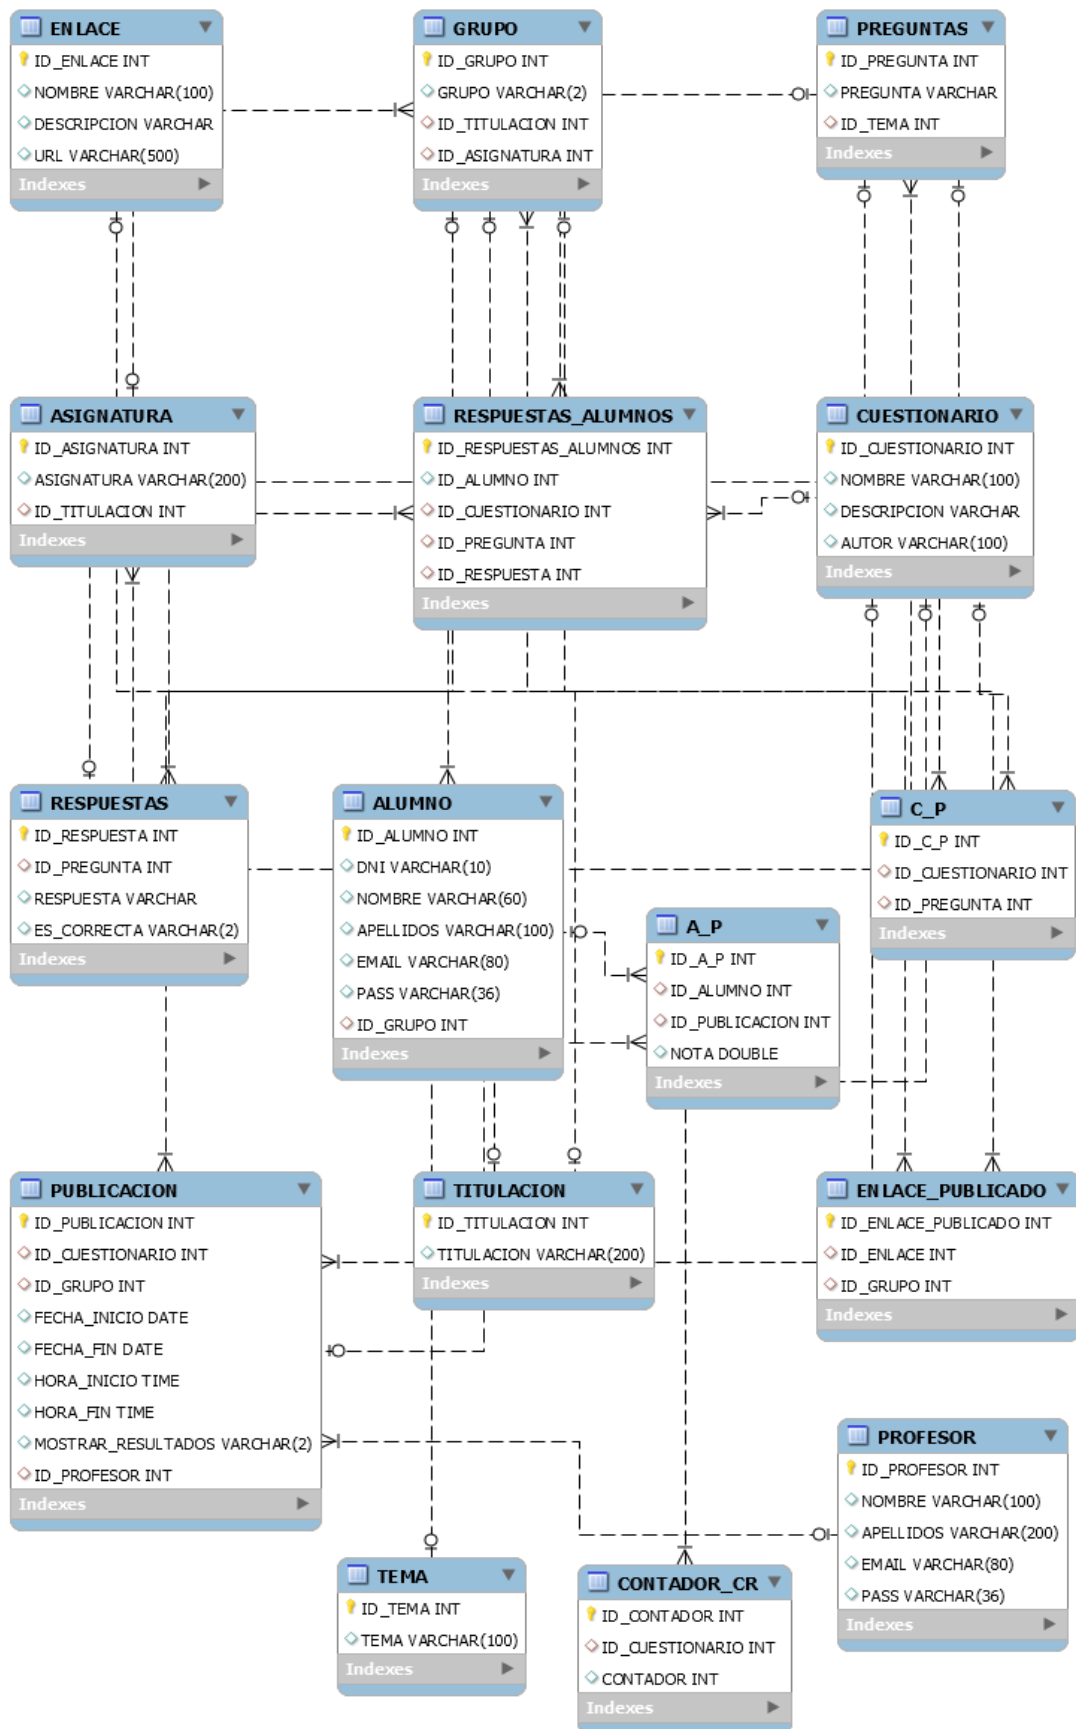 ENLACE
ID_ENLACE INT
NOMBRE VARCHAR(100)
DESCRIPCION VARCHAR
URL VARCHAR(500)
Indexes
GRUPO
ID_GRUPO INT
GRUPO VARCHAR(2)
ID_TITULACION INT
ID_ASIGNATURA INT
Indexes
PREGUNTAS
ID_PREGUNTA INT
PREGUNTA VARCHAR
ID_TEMA INT
Indexes
ASIGNATURA
ID_ASIGNATURA INT
ASIGNATURA VARCHAR(200)
ID_TITULACION INT
Indexes
RESPUESTAS_ALUMNOS
ID_RESPUESTAS_ALUMNOS INT
ID_ALUMNO INT
ID_CUESTIONARIO INT
ID_PREGUNTA INT
ID_RESPUESTA INT
Indexes
CUESTIONARIO
ID_CUESTIONARIO INT
NOMBRE VARCHAR(100)
DESCRIPCION VARCHAR
AUTOR VARCHAR(100)
Indexes
RESPUESTAS
ID_RESPUESTA INT
ID_PREGUNTA INT
RESPUESTA VARCHAR
ES_CORRECTA VARCHAR(2)
Indexes
ALUMNO
ID_ALUMNO INT
DNI VARCHAR(10)
NOMBRE VARCHAR(60)
APELLIDOS VARCHAR(100)
EMAIL VARCHAR(80)
PASS VARCHAR(36)
ID_GRUPO INT
Indexes
C_P
ID_C_P INT
ID_CUESTIONARIO INT
ID_PREGUNTA INT
Indexes
A_P
ID_A_P INT
ID_ALUMNO INT
ID_PUBLICACION INT
NOTA DOUBLE
Indexes
PUBLICACION
ID_PUBLICACION INT
ID_CUESTIONARIO INT
ID_GRUPO INT
FECHA_INICIO DATE
FECHA_FIN DATE
HORA_INICIO TIME
HORA_FIN TIME
MOSTRAR_RESULTADOS VARCHAR(2)
ID_PROFESOR INT
Indexes
TITULACION
ID_TITULACION INT
TITULACION VARCHAR(200)
Indexes
ENLACE_PUBLICADO
ID_ENLACE_PUBLICADO INT
ID_ENLACE INT
ID_GRUPO INT
Indexes
PROFESOR
ID_PROFESOR INT
NOMBRE VARCHAR(100)
APELLIDOS VARCHAR(200)
EMAIL VARCHAR(80)
PASS VARCHAR(36)
Indexes
TEMA
ID_TEMA INT
TEMA VARCHAR(100)
Indexes
CONTADOR_CR
ID_CONTADOR INT
ID_CUESTIONARIO INT
CONTADOR INT
Indexes